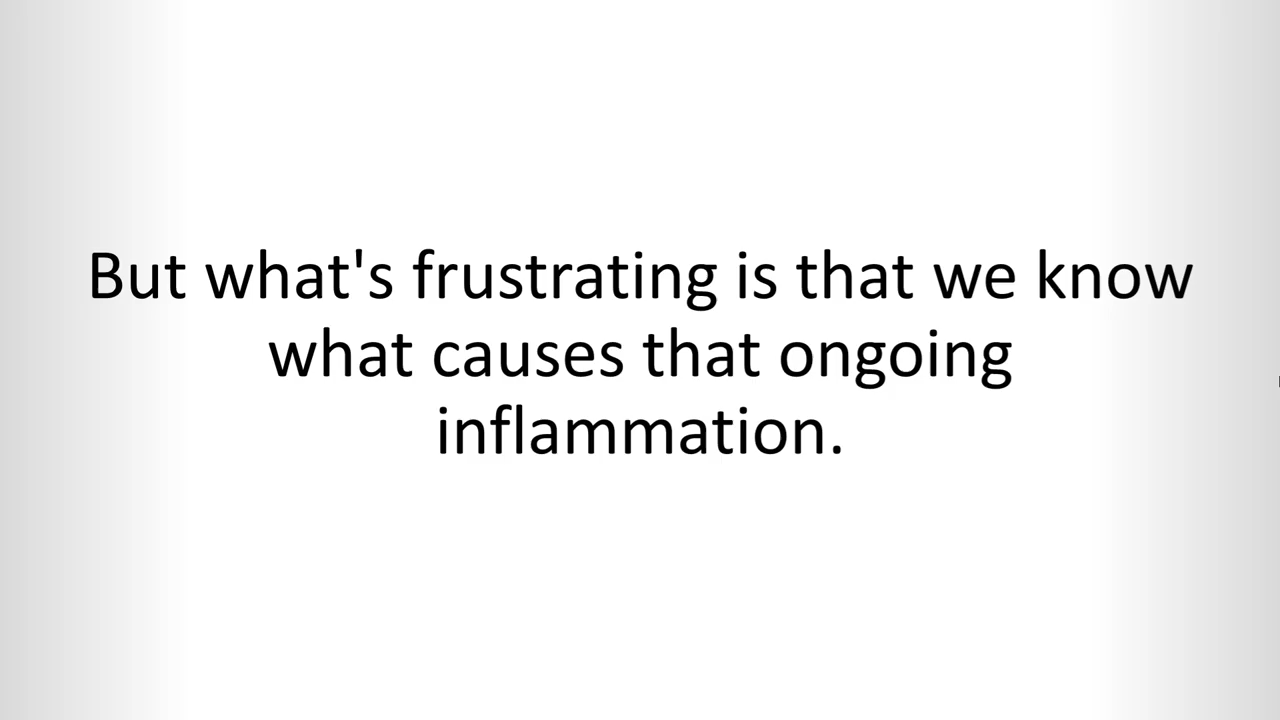 But what's frustrating is that we know
what causes that ongoing
inflammation.